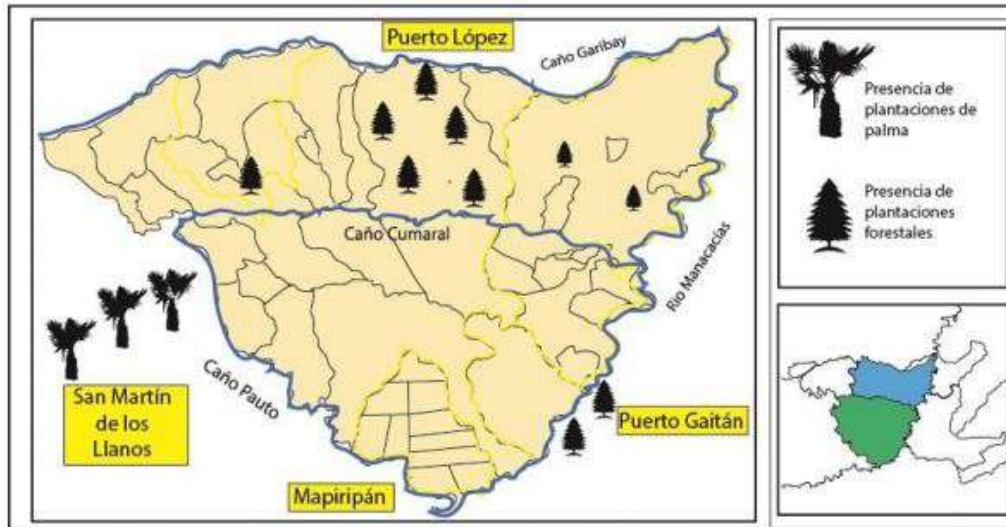 Puerto López
Caño Garibay
Caño Cumaral
Rio Manacacías
Caño Pauto
San Martín
de los
Llanos
Puerto Gaitán
Mapiripán
Presencia de
plantaciones de
palma
Presencia de
plantaciones
forestales